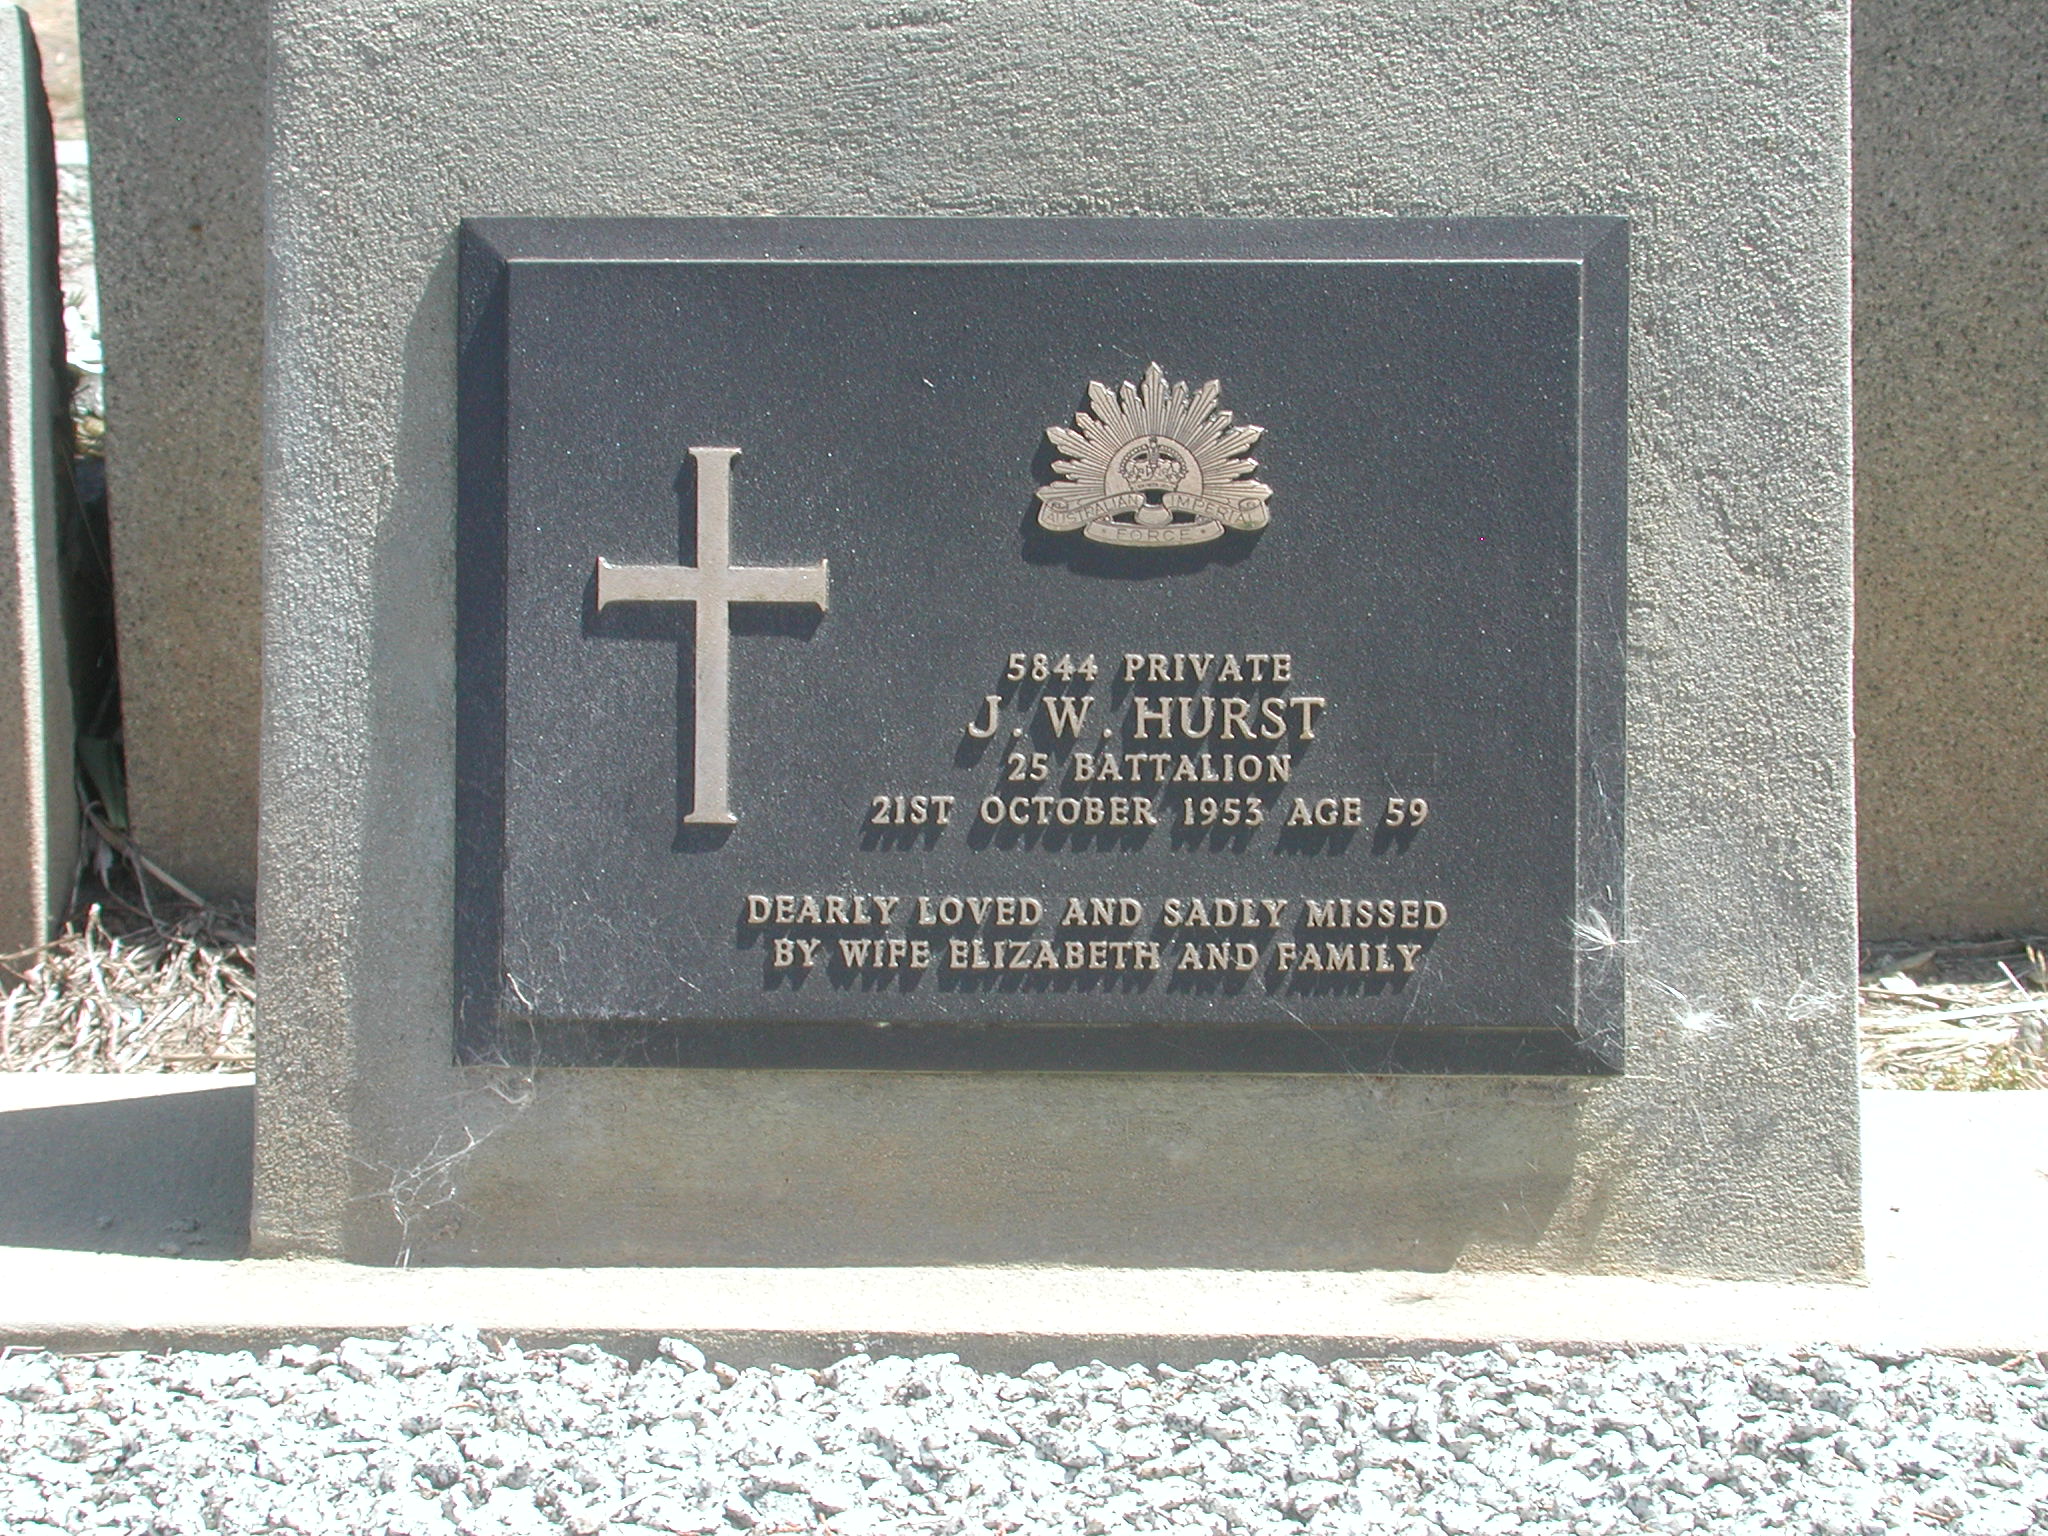 AUSTRALIAN IMPERIAL
FORCE
5844 PRIVATE
J. W. HURST
25 BATTALION
21ST OCTOBER 1953 AGE 59
DEARLY LOVED AND SADLY MISSED
BY WIFE ELIZABETH AND FAMILY